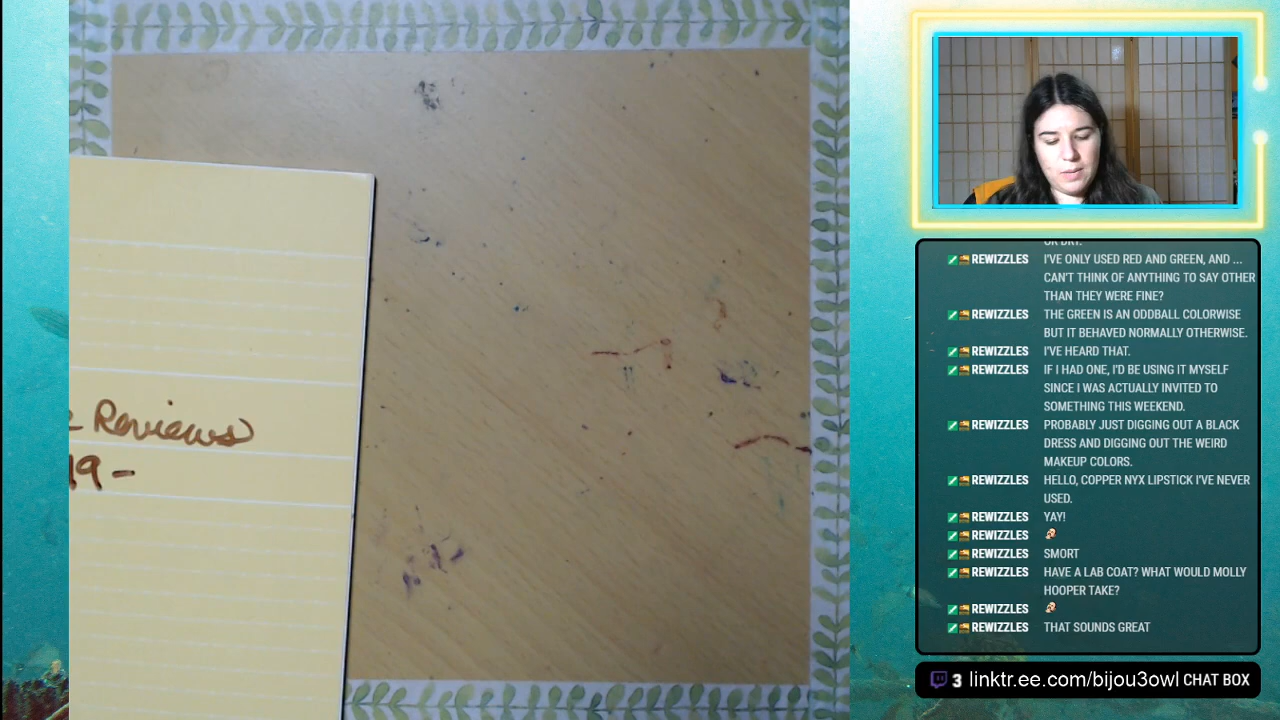 Reviews
19-
OR DRY.
REWIZZLES I'VE ONLY USED RED AND GREEN, AND ...
CAN'T THINK OF ANYTHING TO SAY OTHER
THAN THEY WERE FINE?
REWIZZLES THE GREEN IS AN ODDBALL COLORWISE
BUT IT BEHAVED NORMALLY OTHERWISE.
REWIZZLES I'VE HEARD THAT.
REWIZZLES IF I HAD ONE, I'D BE USING IT MYSELF
SINCE I WAS ACTUALLY INVITED TO
SOMETHING THIS WEEKEND.
REWIZZLES PROBABLY JUST DIGGING OUT A BLACK
DRESS AND DIGGING OUT THE WEIRD
MAKEUP COLORS.
REWIZZLES HELLO, COPPER NYX LIPSTICK I'VE NEVER
USED.
REWIZZLES YAY!
REWIZZLES
REWIZZLES SMORT
REWIZZLES HAVE A LAB COAT? WHAT WOULD MOLLY
HOOPER TAKE?
REWIZZLES
REWIZZLES THAT SOUNDS GREAT
3 linktr.ee.com/bijou3owl CHAT BOX